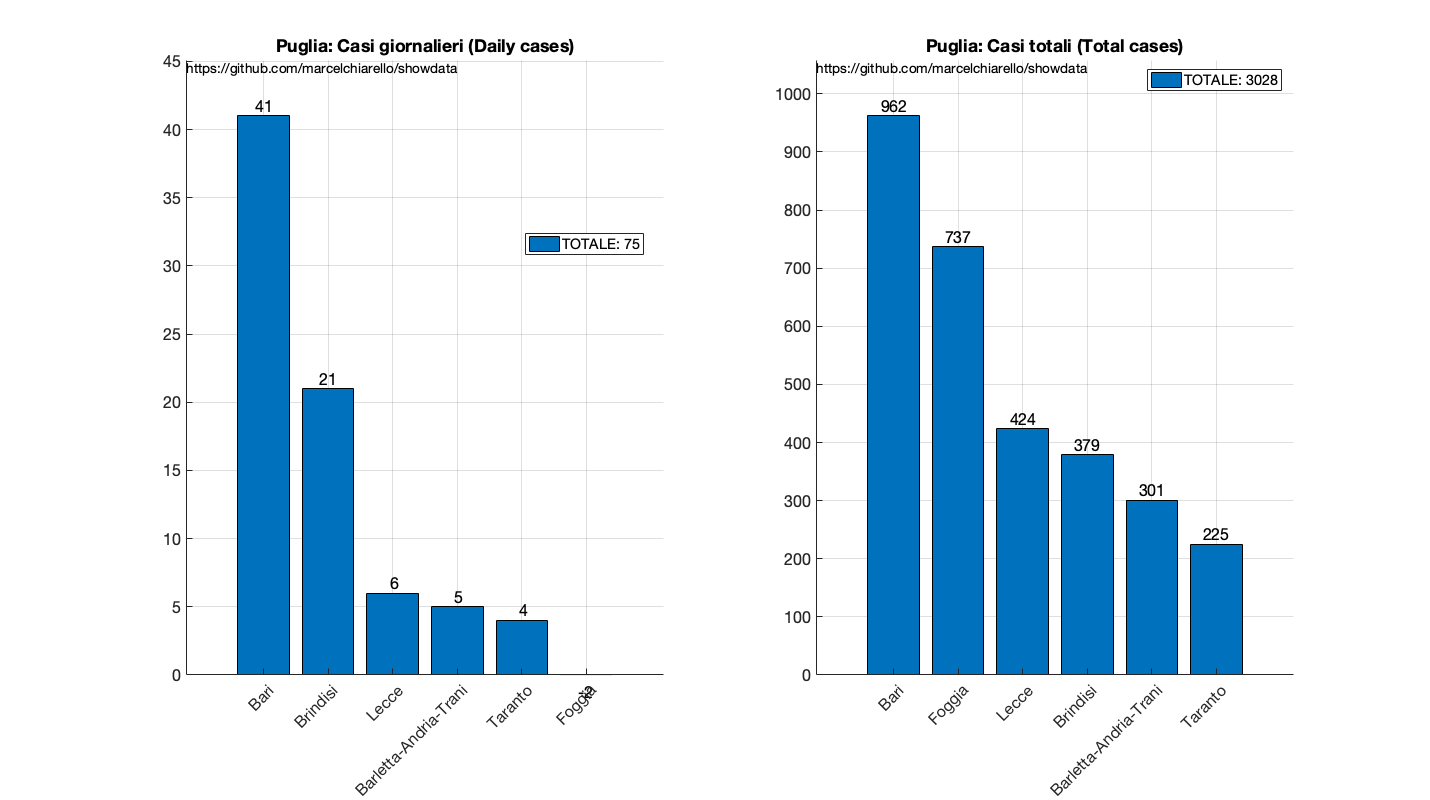 Puglia: Casi giornalieri (Daily cases)
https://github.com/marcelchiarello/showdata
45
40
35
30
25
20
15
10
5
0
41
21
6
5
4
TOTALE: 75
Bari
Brindisi
Lecce
Barletta-Andria-Trani
Taranto
Foggia
Puglia: Casi totali (Total cases)
https://github.com/marcelchiarello/showdata
TOTALE: 3028
1000
900
800
700
600
500
400
300
200
100
0
962
737
424
379
301
225
Bari
Foggia
Lecce
Brindisi
Barletta-Andria-Trani
Taranto